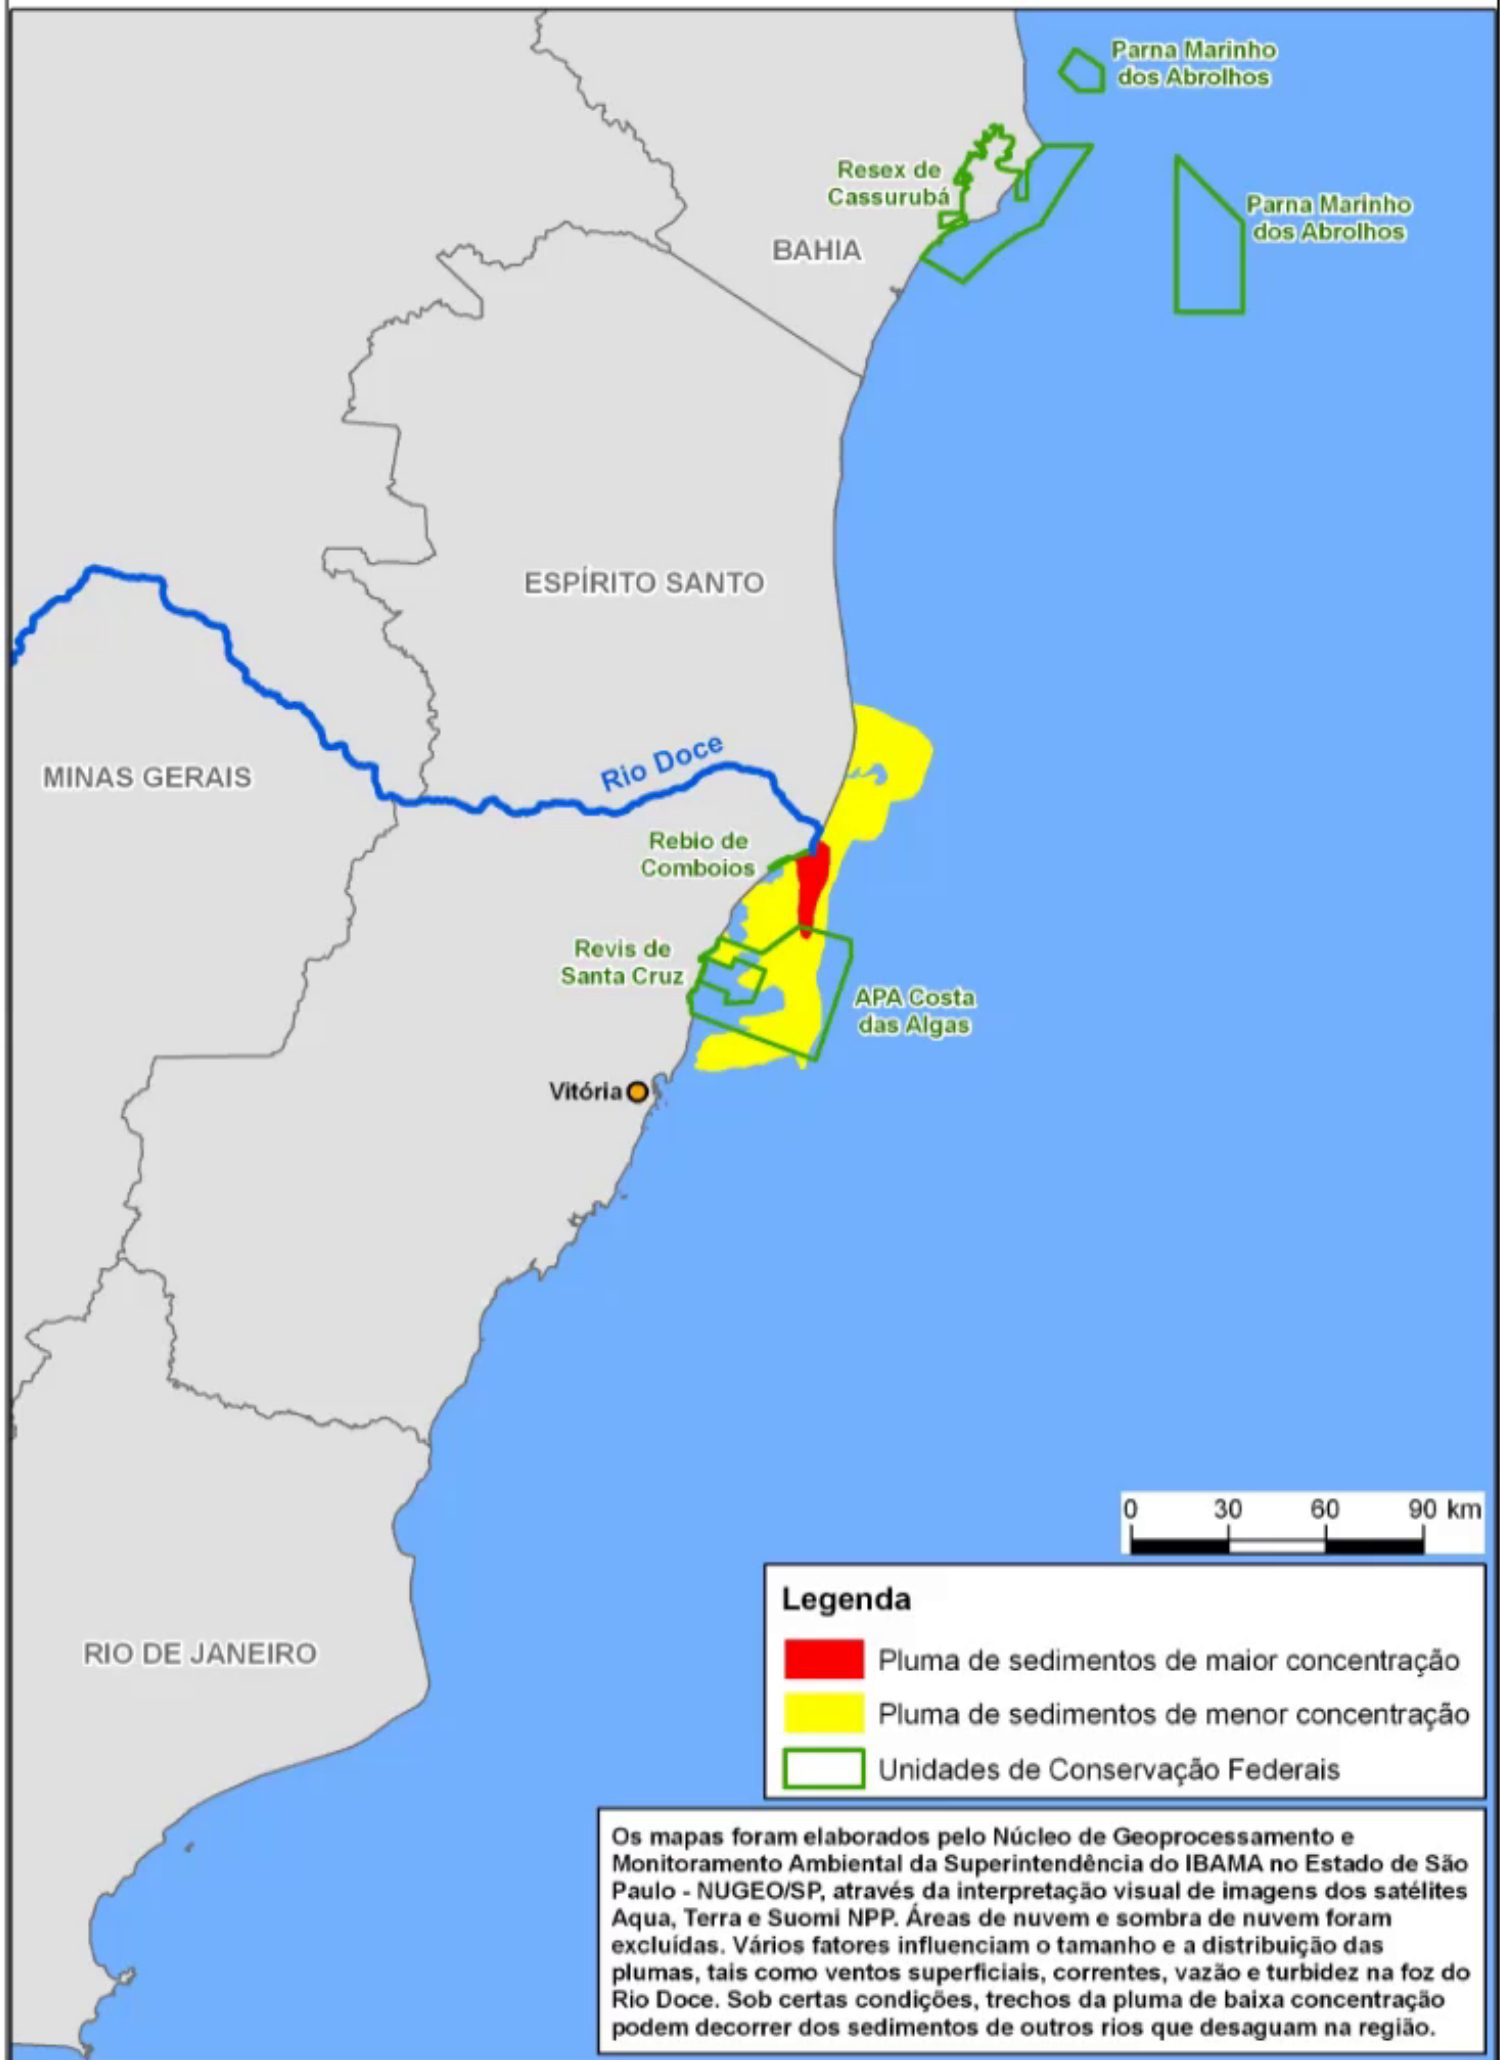 Parna Marinho
dos Abrolhos
Resex de
Cassurubá
Parna Marinho
dos Abrolhos
BAHIA
ESPÍRITO SANTO
Rio Doce
MINAS GERAIS
Rebio de
Comboios
Revis de
Santa Cruz
APA Costa
das Algas
Vitória
0 30 60 90 km
RIO DE JANEIRO
Legenda
Pluma de sedimentos de maior concentração
Pluma de sedimentos de menor concentração
Unidades de Conservação Federais
Os mapas foram elaborados pelo Núcleo de Geoprocessamento e
Monitoramento Ambiental da Superintendência do IBAMA no Estado de São
Paulo - NUGEO/SP, através da interpretação visual de imagens dos satélites
Aqua, Terra e Suomi NPP. Áreas de nuvem e sombra de nuvem foram
excluídas. Vários fatores influenciam o tamanho e a distribuição das
plumas, tais como ventos superficiais, correntes, vazão e turbidez na foz do
Rio Doce. Sob certas condições, trechos da pluma de baixa concentração
podem decorrer dos sedimentos de outros rios que desaguam na região.